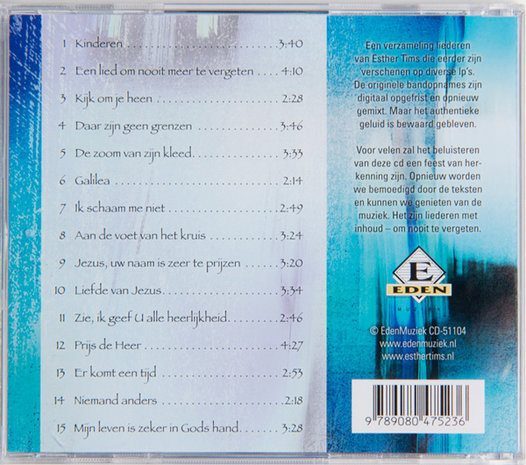 1 Kinderen 3:40
2 Een lied om nooit meer te vergeten 4:10
3 Kijk om je heen 2:28
4 Daar zijn geen grenzen 3:46
5 De zoom van zijn kleed 3:33
6 Galilea 2:14
7 Ik schaam me niet 2:49
8 Aan de voet van het kruis 3:24
9 Jezus, uw naam is zeer te prijzen 3:20
10 Liefde van Jezus 3:34
11 Zie, ik geef U alle heerlijkheid 2:46
12 Prijs de Heer 4:27
13 Er komt een tijd 2:53
14 Niemand anders 2:18
15 Mijn leven is zeker in Gods hand 3:28
Een verzameling liederen
van Esther Tims die eerder zijn
verschenen op diverse lp's.
De originele bandopnames zijn
digitaal opgefrist en opnieuw
gemixt. Maar het authentieke
geluid is bewaard gebleven.
Voor velen zal het beluisteren
van deze cd een feest van her-
kenning zijn. Opnieuw worden
we bemoedigd door de teksten
en kunnen we genieten van de
muziek. Het zijn liederen met
inhoud – om nooit te vergeten.
E
EDEN
MUZIEK
© EdenMuziek CD-51104
www.edenmuziek.nl
www.esthertims.nl
9 789080 475236